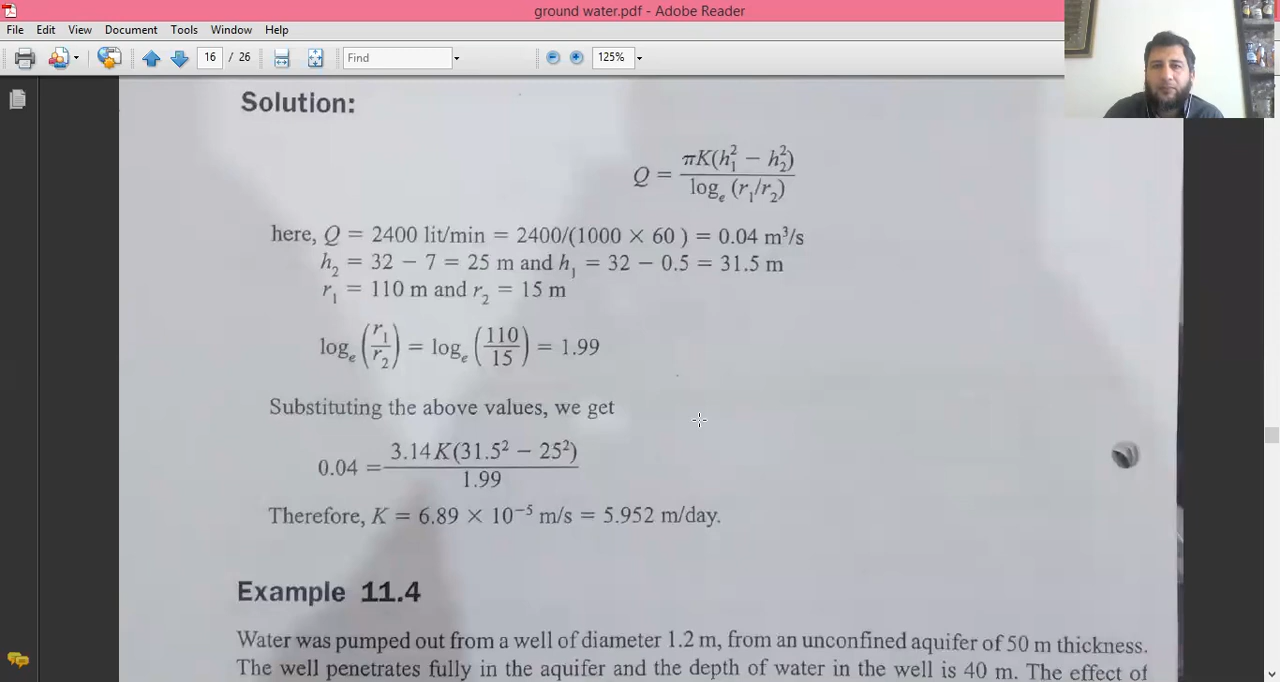 ground water.pdf - Adobe Reader
File Edit View Document Tools Window Help
16 / 26 Find 125%
Solution:
Q = πK(h₁² − h₂²) / logₑ (r₁/r₂)
here, Q = 2400 lit/min = 2400/(1000 × 60 ) = 0.04 m³/s
h₂ = 32 − 7 = 25 m and h₁ = 32 − 0.5 = 31.5 m
r₁ = 110 m and r₂ = 15 m
logₑ (r₁/r₂) = logₑ (110/15) = 1.99
Substituting the above values, we get
0.04 = 3.14K(31.5² − 25²) / 1.99
Therefore, K = 6.89 × 10⁻⁵ m/s = 5.952 m/day.
Example 11.4
Water was pumped out from a well of diameter 1.2 m, from an unconfined aquifer of 50 m thickness.
The well penetrates fully in the aquifer and the depth of water in the well is 40 m. The effect of